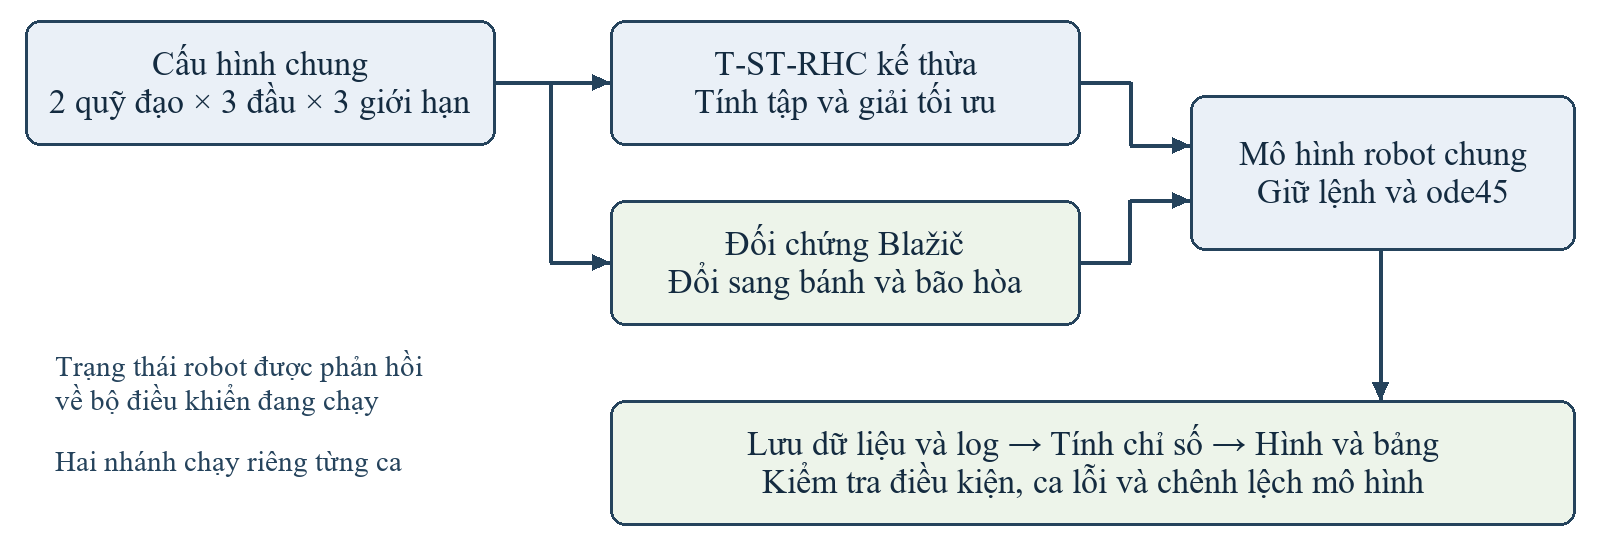 Cấu hình chung
2 quỹ đạo × 3 đầu × 3 giới hạn
T-ST-RHC kế thừa
Tính tập và giải tối ưu
Mô hình robot chung
Giữ lệnh và ode45
Đối chứng Blažič
Đổi sang bánh và bão hòa
Trạng thái robot được phản hồi
về bộ điều khiển đang chạy
Hai nhánh chạy riêng từng ca
Lưu dữ liệu và log → Tính chỉ số → Hình và bảng
Kiểm tra điều kiện, ca lỗi và chênh lệch mô hình